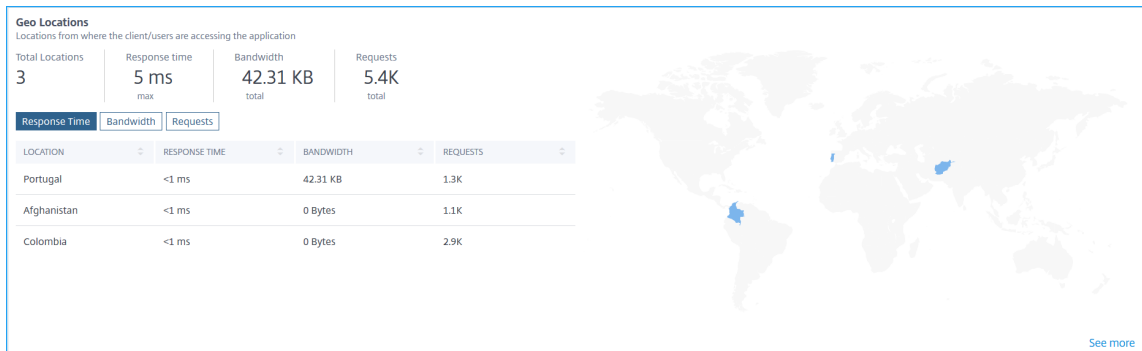 Geo Locations
Locations from where the client/users are accessing the application
Total Locations Response time Bandwidth Requests
3 5 ms 42.31 KB 5.4K
max total total
Response Time Bandwidth Requests
LOCATION RESPONSE TIME BANDWIDTH REQUESTS
Portugal <1 ms 42.31 KB 1.3K
Afghanistan <1 ms 0 Bytes 1.1K
Colombia <1 ms 0 Bytes 2.9K
See more